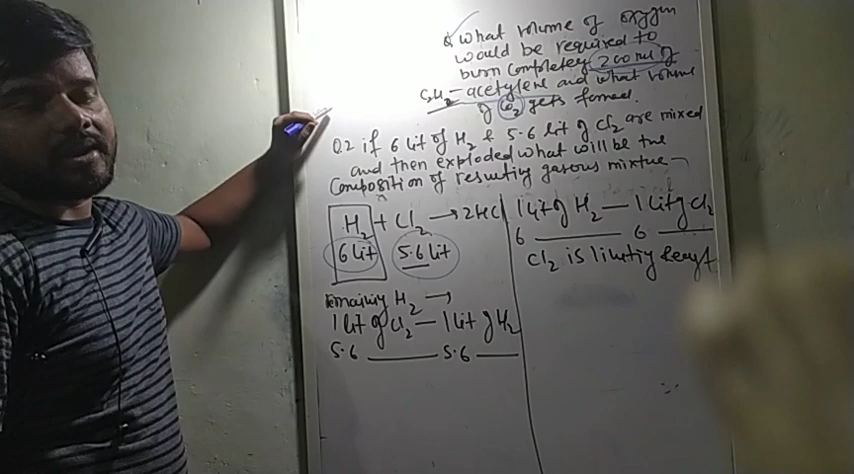 Q What volume of oxygen
would be required to
burn completely 200 ml of
C2H2 - acetylene and what volume
of CO2 gets formed.
Q.2 if 6 lit of H2 & 5.6 lit of Cl2 are mixed
and then exploded what will be the
Composition of resulting gasous mixture
H2 + Cl2 → 2HCl
6 lit 5.6 lit
remaining H2 →
1 lit of Cl2 — 1 lit of H2
5.6 — 5.6 —
1 lit of H2 — 1 lit of Cl2
6 — 6 —
Cl2 is